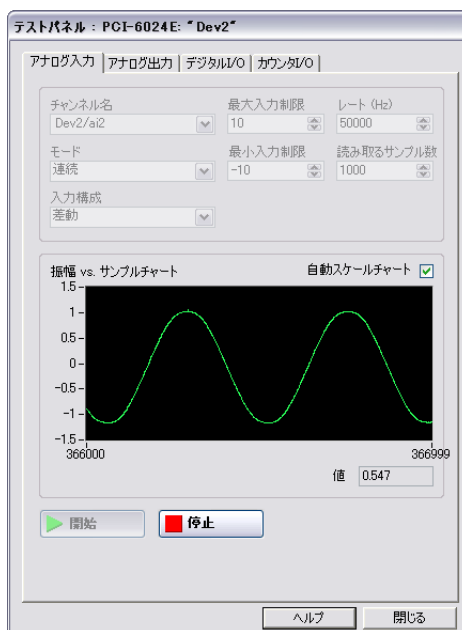 テストパネル : PCI-6024E: "Dev2"
アナログ入力 アナログ出力 デジタルI/O カウンタI/O
チャンネル名 最大入力制限 レート (Hz)
Dev2/ai2 10 50000
モード 最小入力制限 読み取るサンプル数
連続 -10 1000
入力構成
差動
振幅 vs. サンプルチャート 自動スケールチャート
1.5
1
0.5
0
-0.5
-1
-1.5
366000 366999
値 0.547
開始 停止
ヘルプ 閉じる